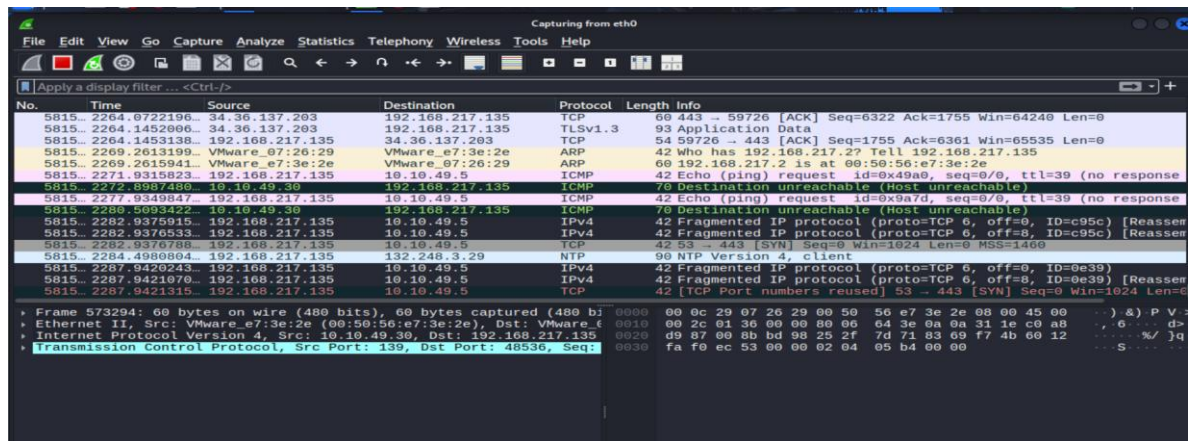 Capturing from eth0
File Edit View Go Capture Analyze Statistics Telephony Wireless Tools Help
Apply a display filter ... <Ctrl-/>
No. Time Source Destination Protocol Length Info
5815… 2264.0722196… 34.36.137.203 192.168.217.135 TCP 60 443 → 59726 [ACK] Seq=6322 Ack=1755 Win=64240 Len=0
5815… 2264.1452006… 34.36.137.203 192.168.217.135 TLSv1.3 93 Application Data
5815… 2264.1453138… 192.168.217.135 34.36.137.203 TCP 54 59726 → 443 [ACK] Seq=1755 Ack=6361 Win=65535 Len=0
5815… 2269.2613199… VMware_07:26:29 VMware_e7:3e:2e ARP 42 Who has 192.168.217.2? Tell 192.168.217.135
5815… 2269.2615941… VMware_e7:3e:2e VMware_07:26:29 ARP 60 192.168.217.2 is at 00:50:56:e7:3e:2e
5815… 2271.9315823… 192.168.217.135 10.10.49.5 ICMP 42 Echo (ping) request id=0x49a0, seq=0/0, ttl=39 (no response
5815… 2272.8987480… 10.10.49.30 192.168.217.135 ICMP 70 Destination unreachable (Host unreachable)
5815… 2277.9349847… 192.168.217.135 10.10.49.5 ICMP 42 Echo (ping) request id=0x9a7d, seq=0/0, ttl=39 (no response
5815… 2280.5093422… 10.10.49.30 192.168.217.135 ICMP 70 Destination unreachable (Host unreachable)
5815… 2282.9375915… 192.168.217.135 10.10.49.5 IPv4 42 Fragmented IP protocol (proto=TCP 6, off=0, ID=c95c) [Reassem
5815… 2282.9376533… 192.168.217.135 10.10.49.5 IPv4 42 Fragmented IP protocol (proto=TCP 6, off=8, ID=c95c) [Reassem
5815… 2282.9376788… 192.168.217.135 10.10.49.5 TCP 42 53 → 443 [SYN] Seq=0 Win=1024 Len=0 MSS=1460
5815… 2284.4980804… 192.168.217.135 132.248.3.29 NTP 90 NTP Version 4, client
5815… 2287.9420243… 192.168.217.135 10.10.49.5 IPv4 42 Fragmented IP protocol (proto=TCP 6, off=0, ID=0e39)
5815… 2287.9421070… 192.168.217.135 10.10.49.5 IPv4 42 Fragmented IP protocol (proto=TCP 6, off=8, ID=0e39) [Reassem
5815… 2287.9421315… 192.168.217.135 10.10.49.5 TCP 42 [TCP Port numbers reused] 53 → 443 [SYN] Seq=0 Win=1024 Len=0
Frame 573294: 60 bytes on wire (480 bits), 60 bytes captured (480 bi
Ethernet II, Src: VMware_e7:3e:2e (00:50:56:e7:3e:2e), Dst: VMware_0
Internet Protocol Version 4, Src: 10.10.49.30, Dst: 192.168.217.135
Transmission Control Protocol, Src Port: 139, Dst Port: 48536, Seq:
0000 00 0c 29 07 26 29 00 50 56 e7 3e 2e 08 00 45 00 ··)·&)·P V·>
0010 00 2c 01 36 00 00 80 06 64 3e 0a 0a 31 1e c0 a8 ·,·6···· d>
0020 d9 87 00 8b bd 98 25 2f 7d 71 83 69 f7 4b 60 12 ······%/ }q
0030 fa f0 ec 53 00 00 02 04 05 b4 00 00 ···S···· ··